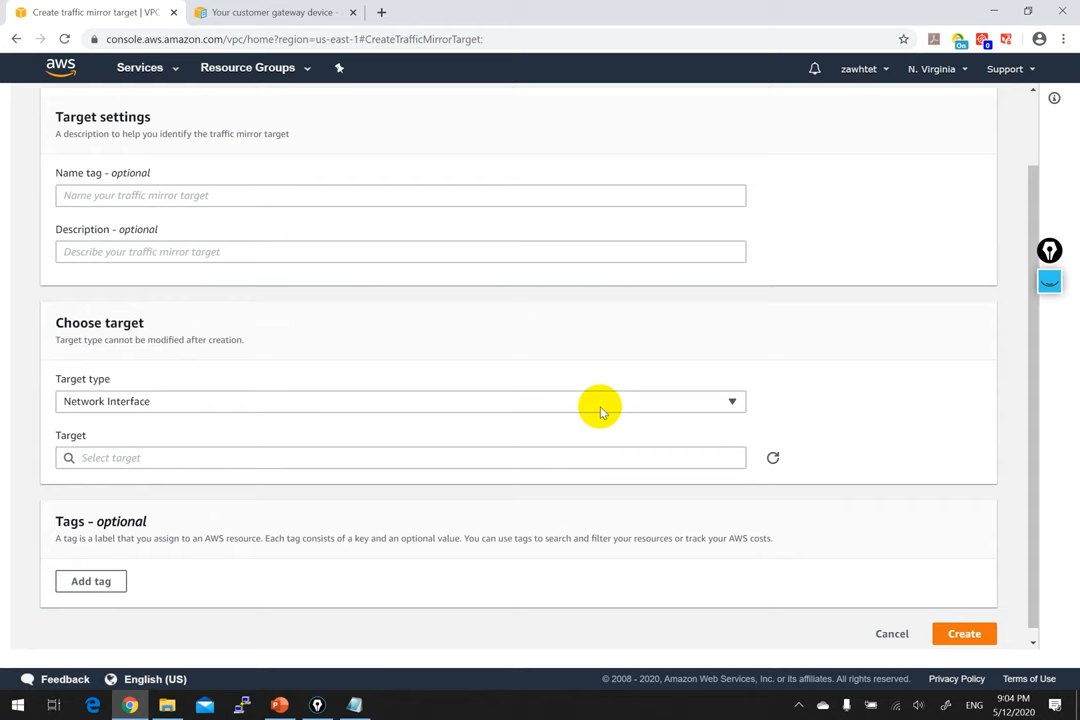 Create traffic mirror target | VPC
Your customer gateway device -
console.aws.amazon.com/vpc/home?region=us-east-1#CreateTrafficMirrorTarget:
On
0
aws
Services
Resource Groups
zawhtet
N. Virginia
Support
Target settings
A description to help you identify the traffic mirror target
Name tag - optional
Name your traffic mirror target
Description - optional
Describe your traffic mirror target
Choose target
Target type cannot be modified after creation.
Target type
Network Interface
Target
Select target
Tags - optional
A tag is a label that you assign to an AWS resource. Each tag consists of a key and an optional value. You can use tags to search and filter your resources or track your AWS costs.
Add tag
Cancel
Create
Feedback
English (US)
© 2008 - 2020, Amazon Web Services, Inc. or its affiliates. All rights reserved.
Privacy Policy
Terms of Use
ENG
9:04 PM
5/12/2020